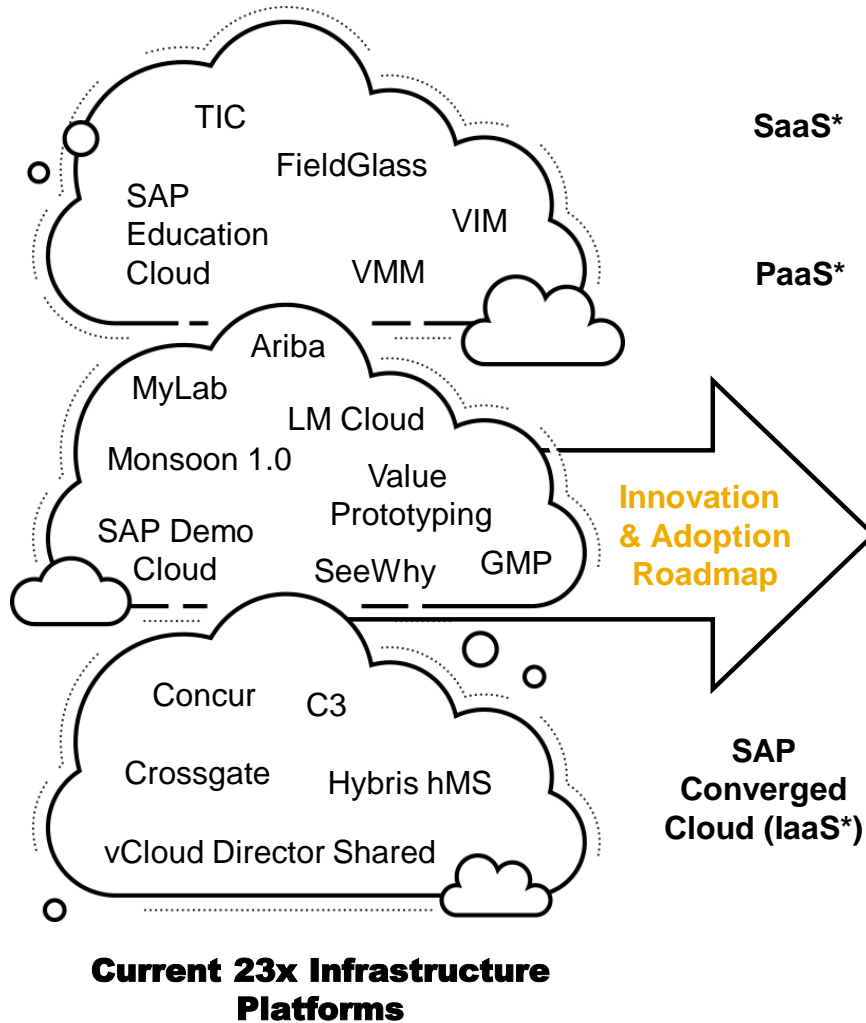 TIC
FieldGlass
SAP
Education
Cloud
VIM
VMM
SaaS*
PaaS*
Ariba
MyLab
LM Cloud
Monsoon 1.0
Value
Prototyping
SAP Demo
Cloud
SeeWhy
GMP
Innovation
& Adoption
Roadmap
Concur
C3
Crossgate
Hybris hMS
vCloud Director Shared
SAP
Converged
Cloud (IaaS*)
Current 23x Infrastructure
Platforms